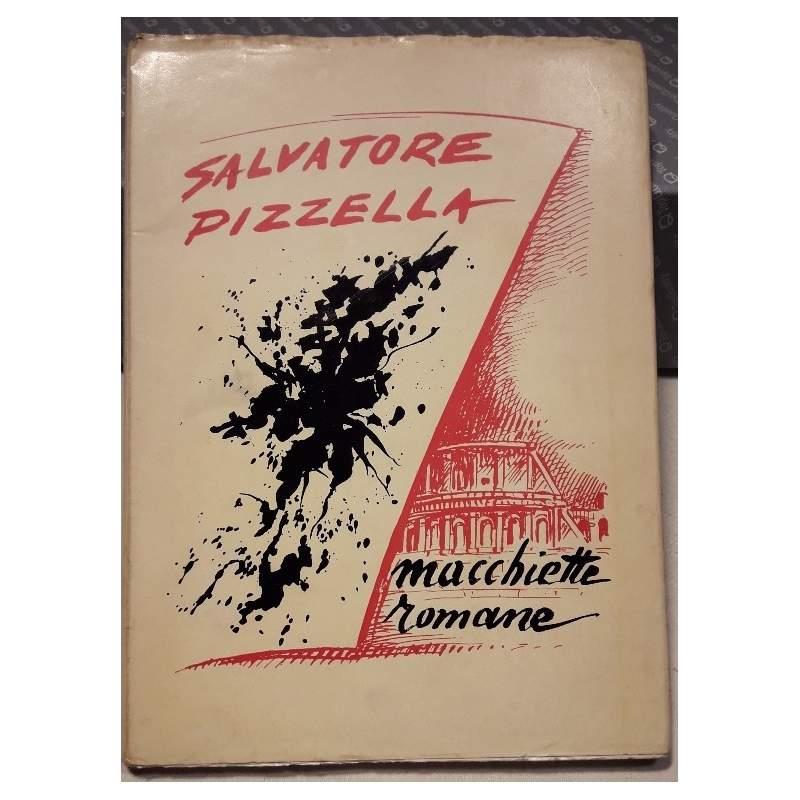 SALVATORE
PIZZELLA
macchiette
romane